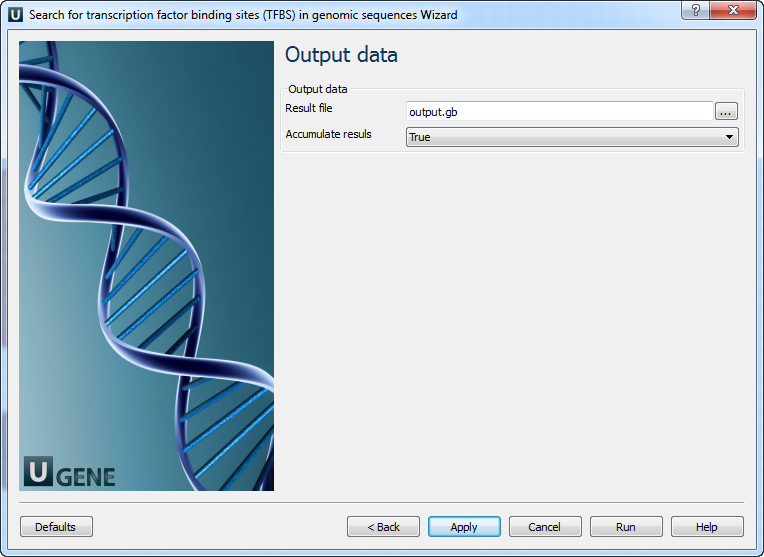 U Search for transcription factor binding sites (TFBS) in genomic sequences Wizard
?
Output data
Output data
Result file
output.gb
...
Accumulate resuls
True
U GENE
Defaults
< Back
Apply
Cancel
Run
Help